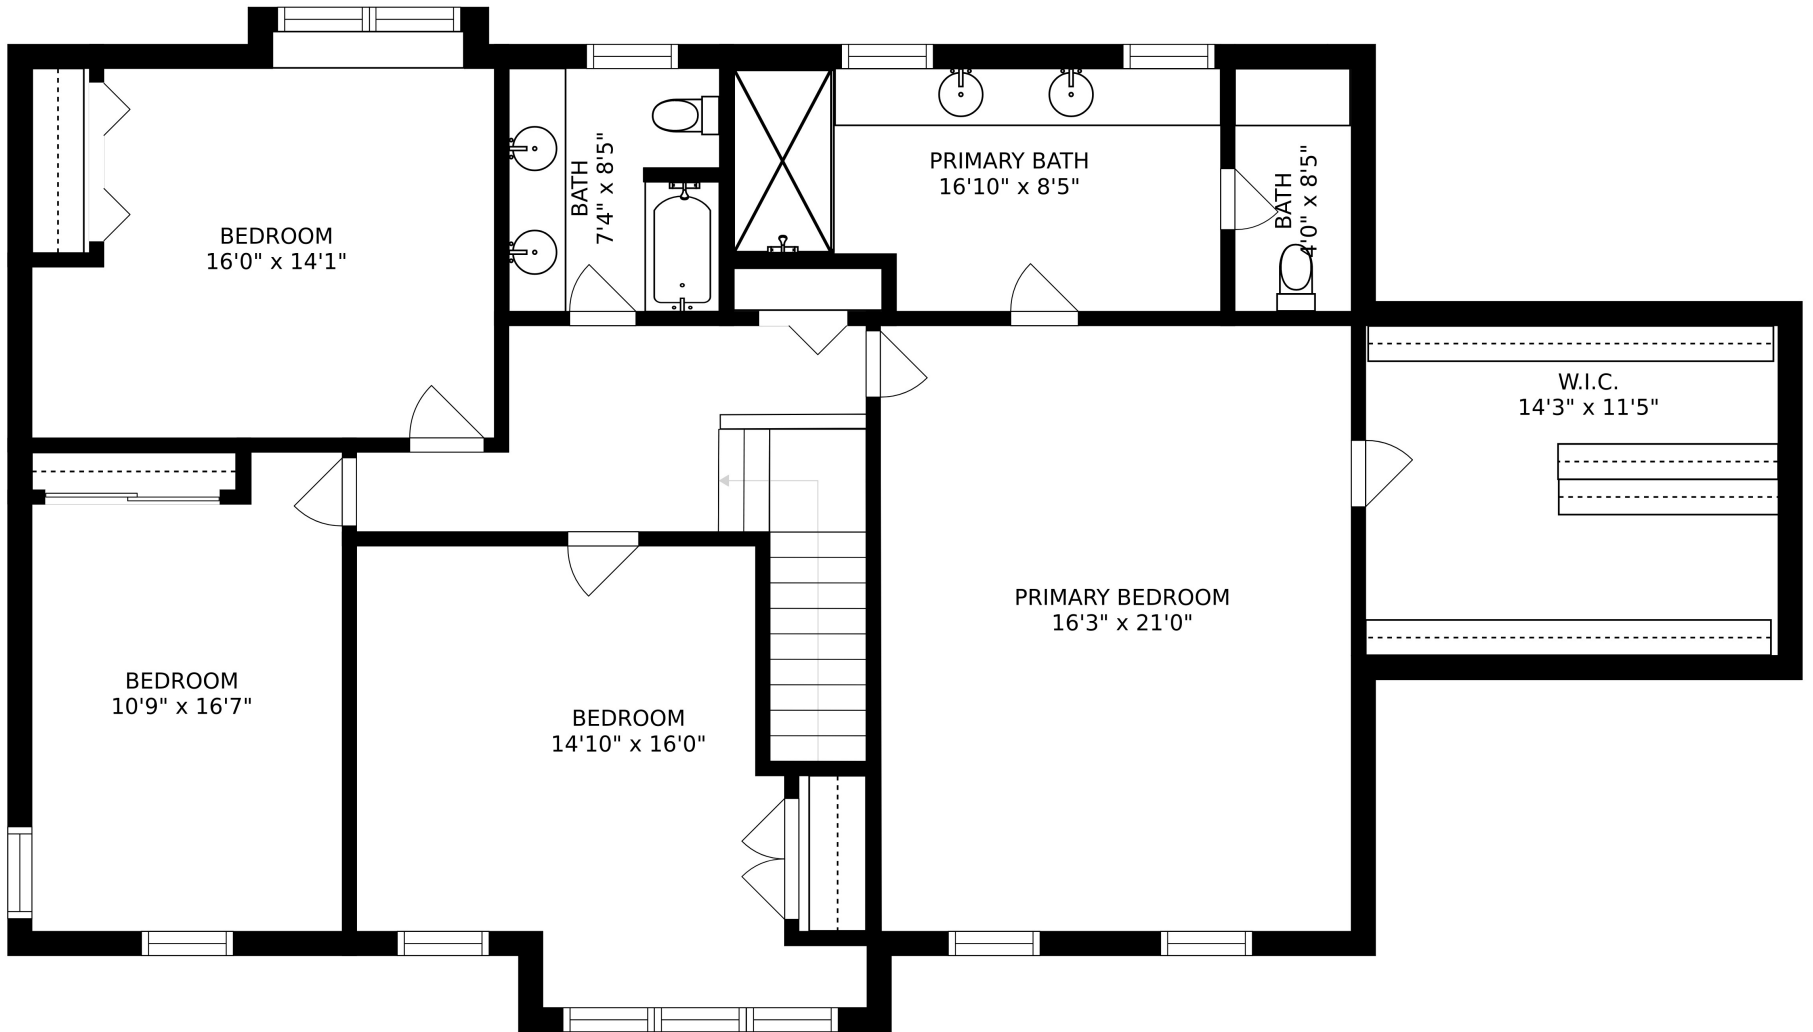 BEDROOM
16'0" x 14'1"
BATH
7'4" x 8'5"
PRIMARY BATH
16'10" x 8'5"
BATH
4'0" x 8'5"
W.I.C.
14'3" x 11'5"
PRIMARY BEDROOM
16'3" x 21'0"
BEDROOM
10'9" x 16'7"
BEDROOM
14'10" x 16'0"